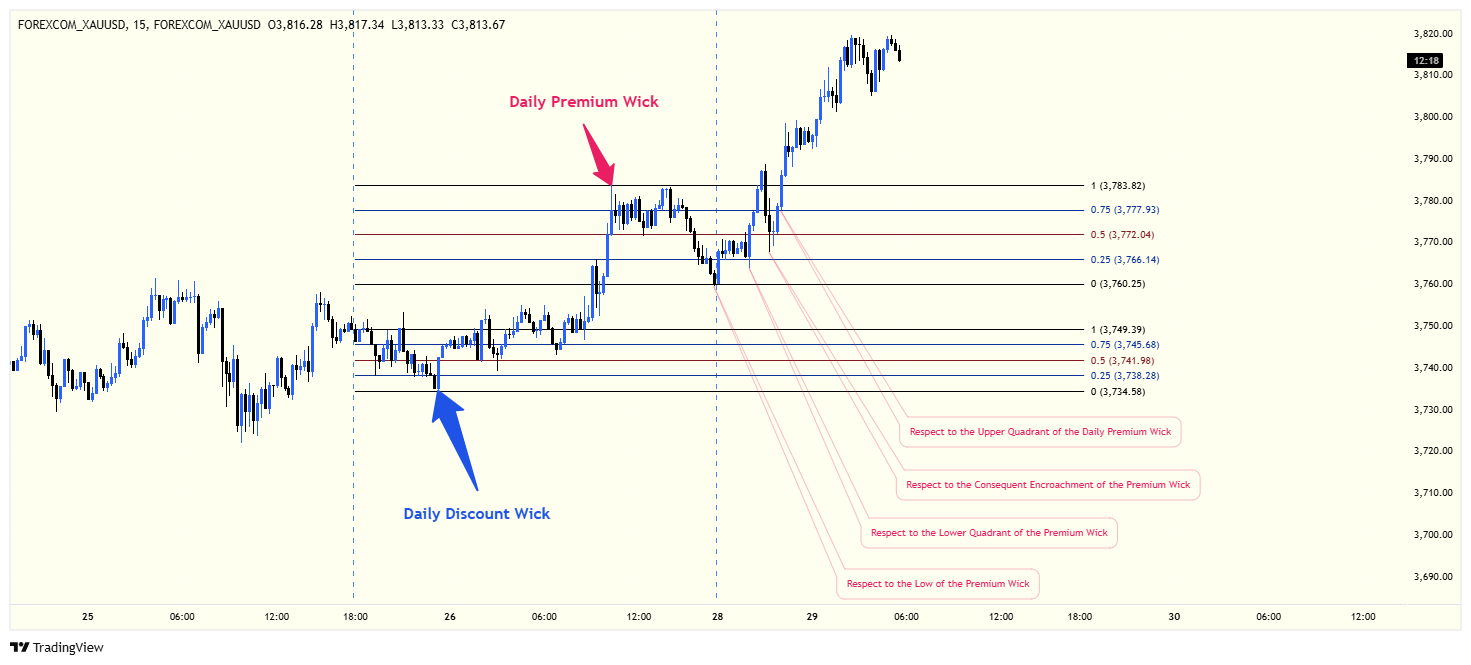 FOREXCOM_XAUUSD, 15, FOREXCOM_XAUUSD O3,816.28 H3,817.34 L3,813.33 C3,813.67
3,820.00
12:18
3,810.00
Daily Premium Wick
3,800.00
3,790.00
1 (3,783.82)
3,780.00
0.75 (3,777.93)
0.5 (3,772.04)
3,770.00
0.25 (3,766.14)
3,760.00
0 (3,760.25)
3,750.00
1 (3,749.39)
0.75 (3,745.68)
3,740.00
0.5 (3,741.98)
0.25 (3,738.28)
0 (3,734.58)
3,730.00
Respect to the Upper Quadrant of the Daily Premium Wick
3,720.00
Respect to the Consequent Encroachment of the Premium Wick
3,710.00
Daily Discount Wick
Respect to the Lower Quadrant of the Premium Wick
3,700.00
Respect to the Low of the Premium Wick
3,690.00
25 06:00 12:00 18:00 26 06:00 12:00 28 29 06:00 12:00 18:00 30 06:00 12:00
TradingView